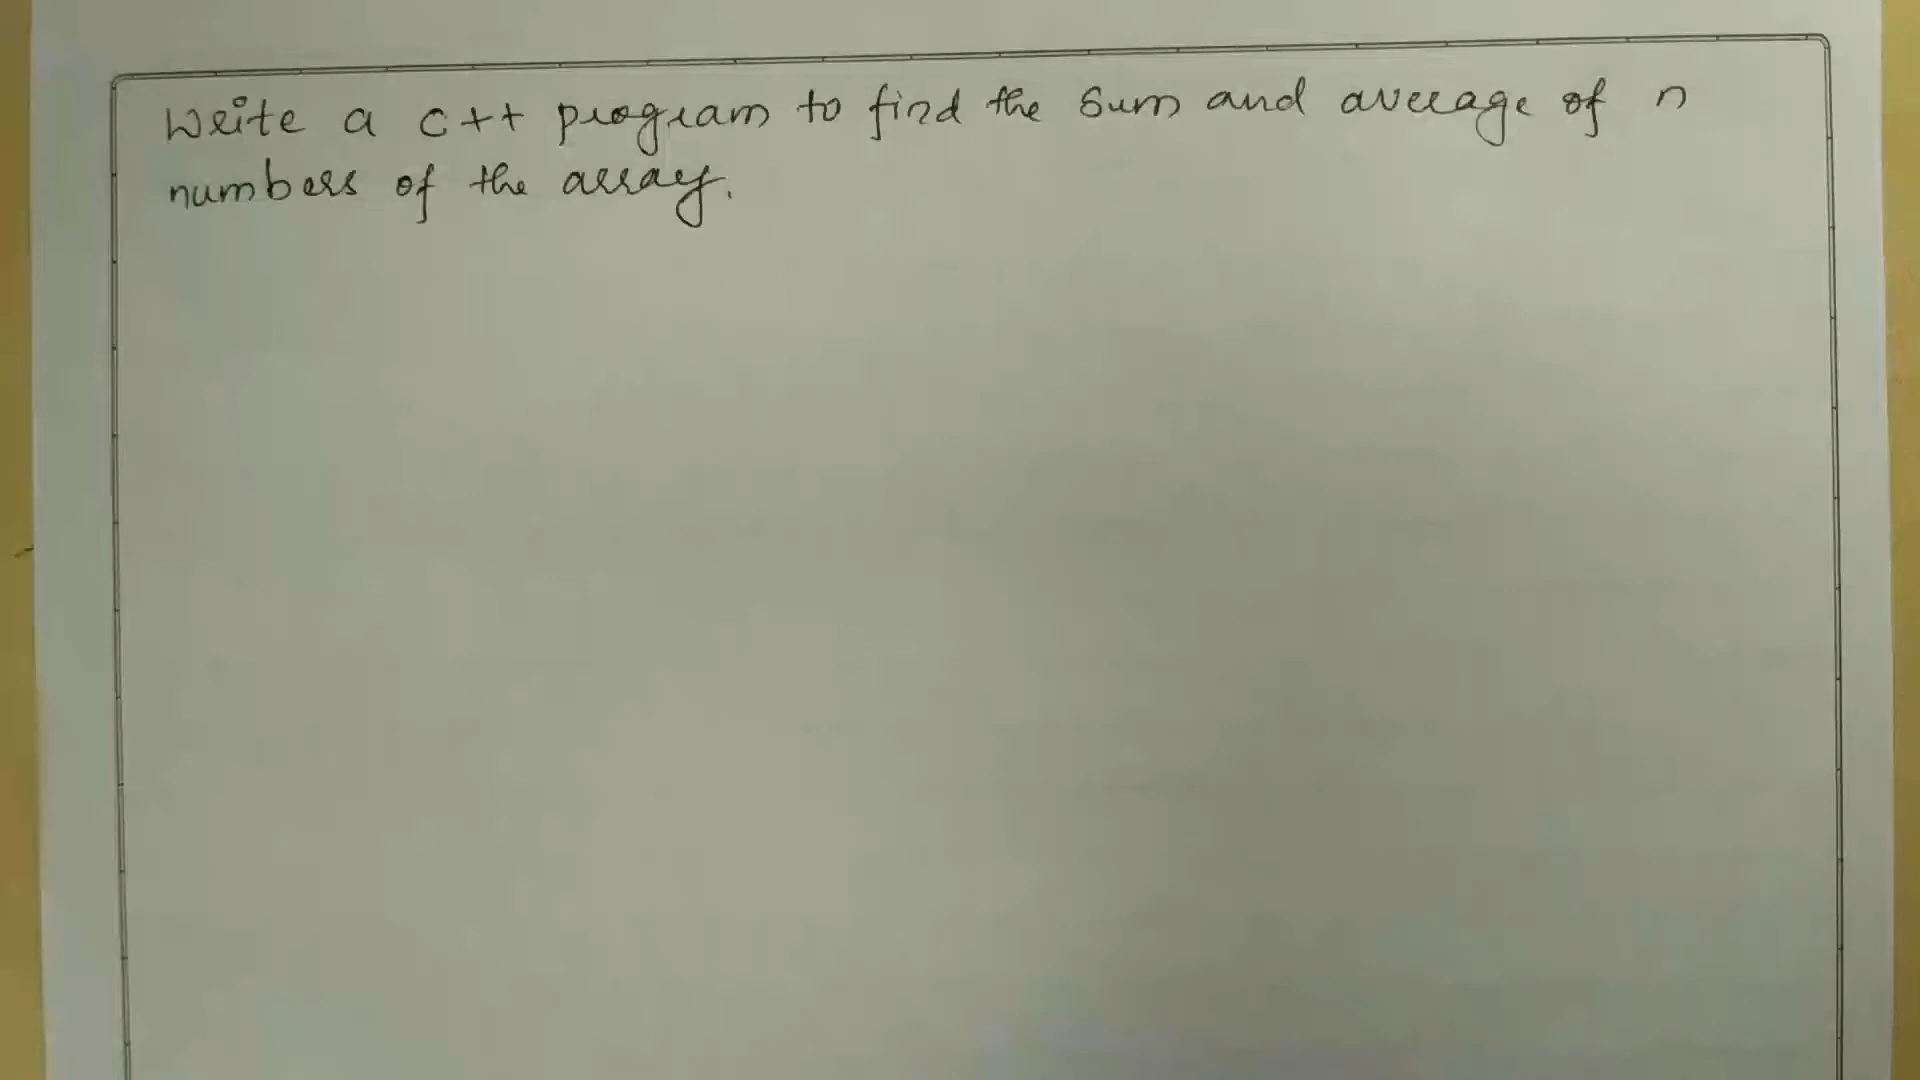 Write a c++ program to find the sum and average of n
numbers of the array.